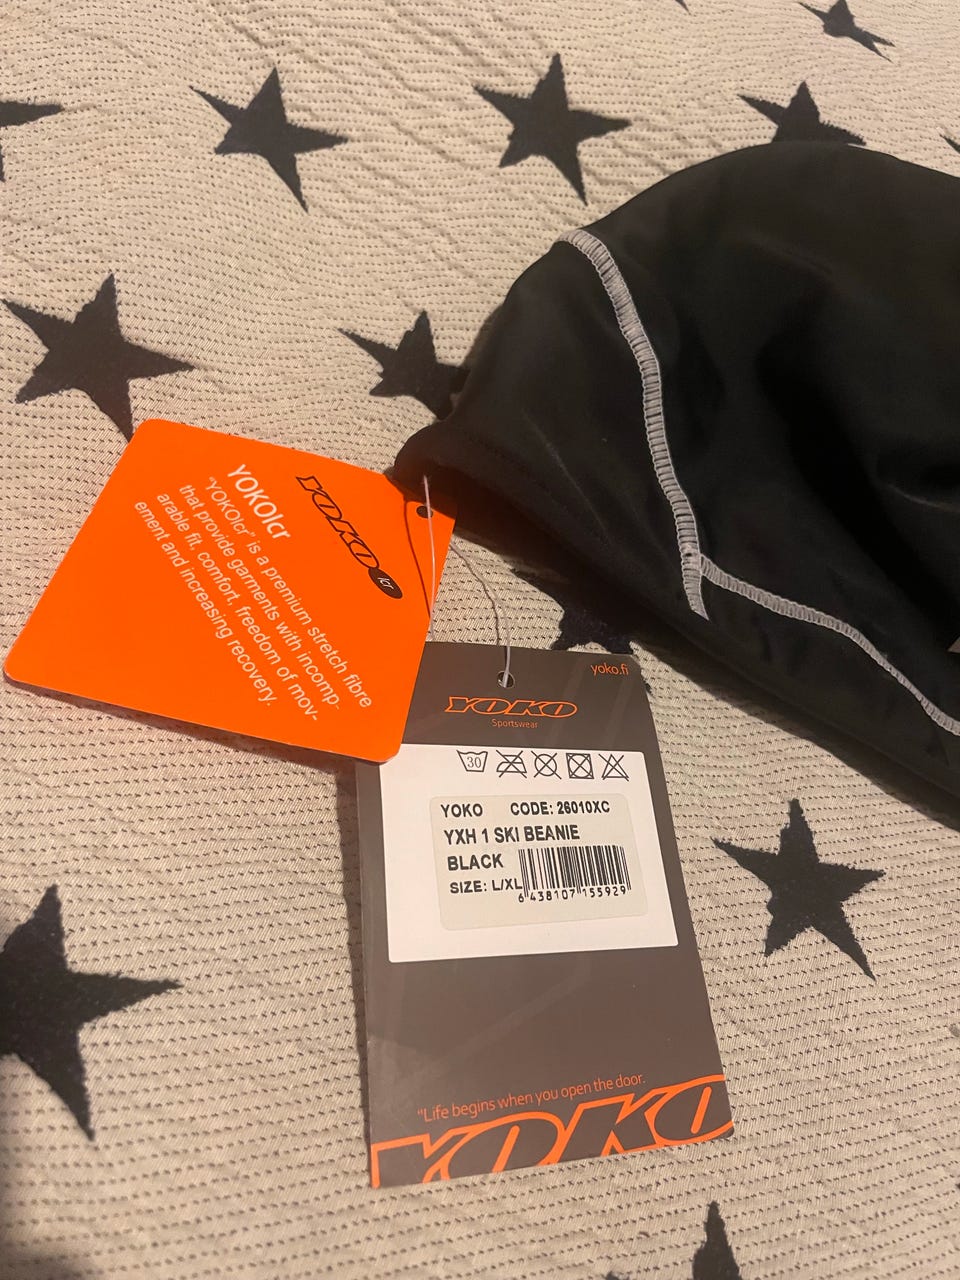 YOKO lcr
YOKOlcr
"YOKOlcr" is a premium stretch fibre
that provide garments with incomp-
arable fit, comfort, freedom of mov-
ement and increasing recovery.
yoko.fi
YOKO
Sportswear
30
YOKO CODE: 26010XC
YXH 1 SKI BEANIE
BLACK
SIZE: L/XL
6 438107 155929
"Life begins when you open the door.
YOKO